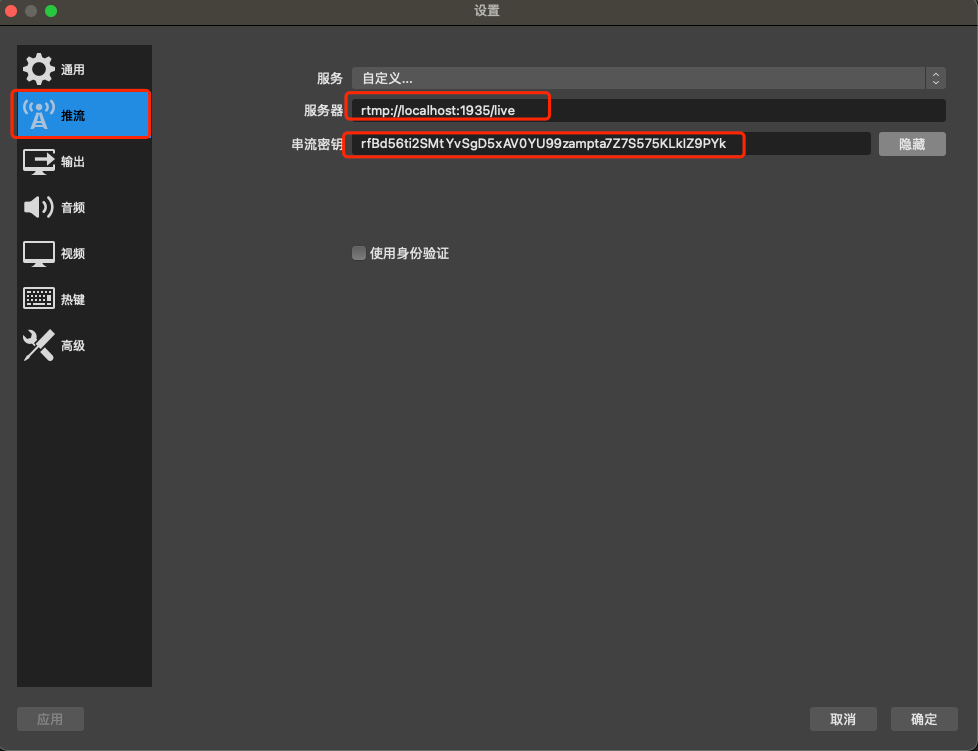 设置
通用
推流
输出
音频
视频
热键
高级
服务 自定义...
服务器 rtmp://localhost:1935/live
串流密钥 rfBd56ti2SMtYvSgD5xAV0YU99zampta7Z7S575KLklZ9PYk 隐藏
使用身份验证
应用 取消 确定